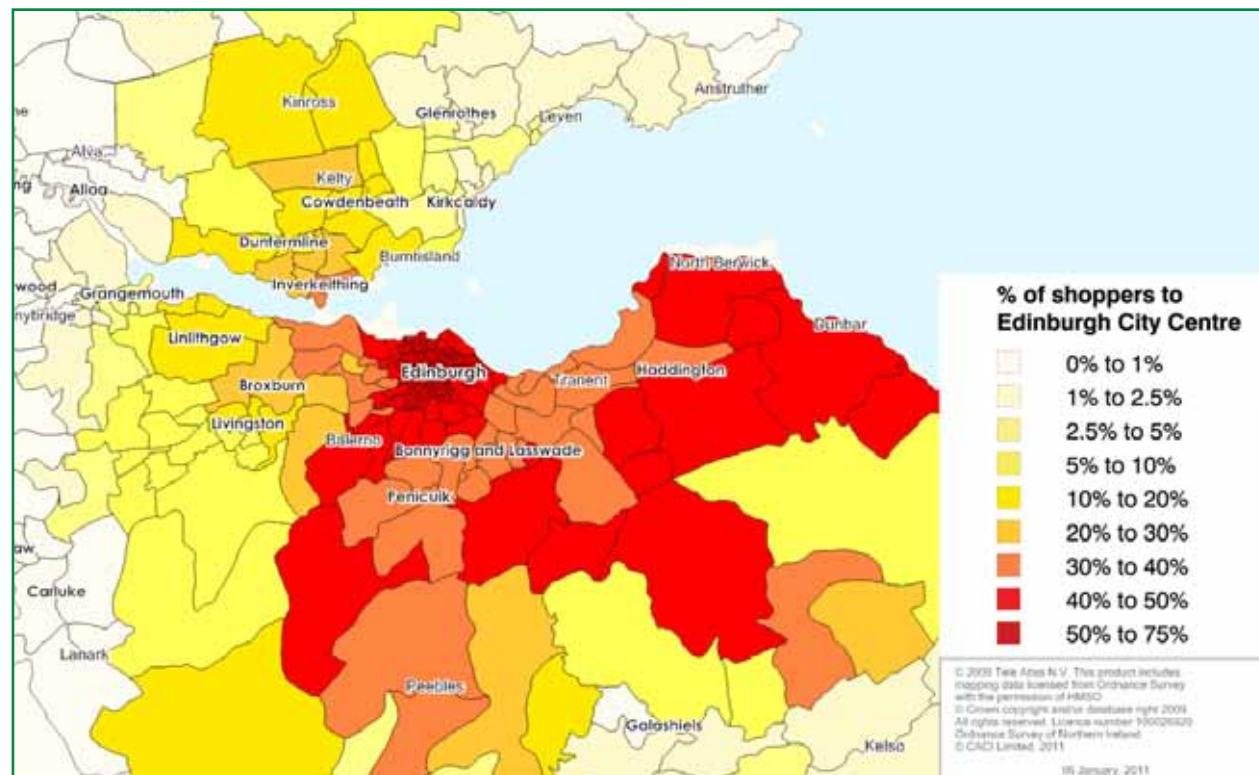 Anstruther
Kinross
Glenrothes
Leven
Alva
Kelty
Alloa
Cowdenbeath
Kirkcaldy
Dunfermline
Burntisland
Inverkeithing
North Berwick
Grangemouth
Dunbar
Linlithgow
Edinburgh
Tranent
Haddington
Broxburn
Livingston
Balerno
Bonnyrigg and Lasswade
Penicuik
Carluke
Lanark
Peebles
Galashiels
Kelso
% of shoppers to
Edinburgh City Centre
0% to 1%
1% to 2.5%
2.5% to 5%
5% to 10%
10% to 20%
20% to 30%
30% to 40%
40% to 50%
50% to 75%
© 2009 Tele Atlas N.V. This product includes
mapping data licensed from Ordnance Survey
with the permission of HMSO
© Crown copyright and/or database right 2009
All rights reserved. Licence number
Ordnance Survey of Northern Ireland
© CACI Limited, 2011
January, 2011